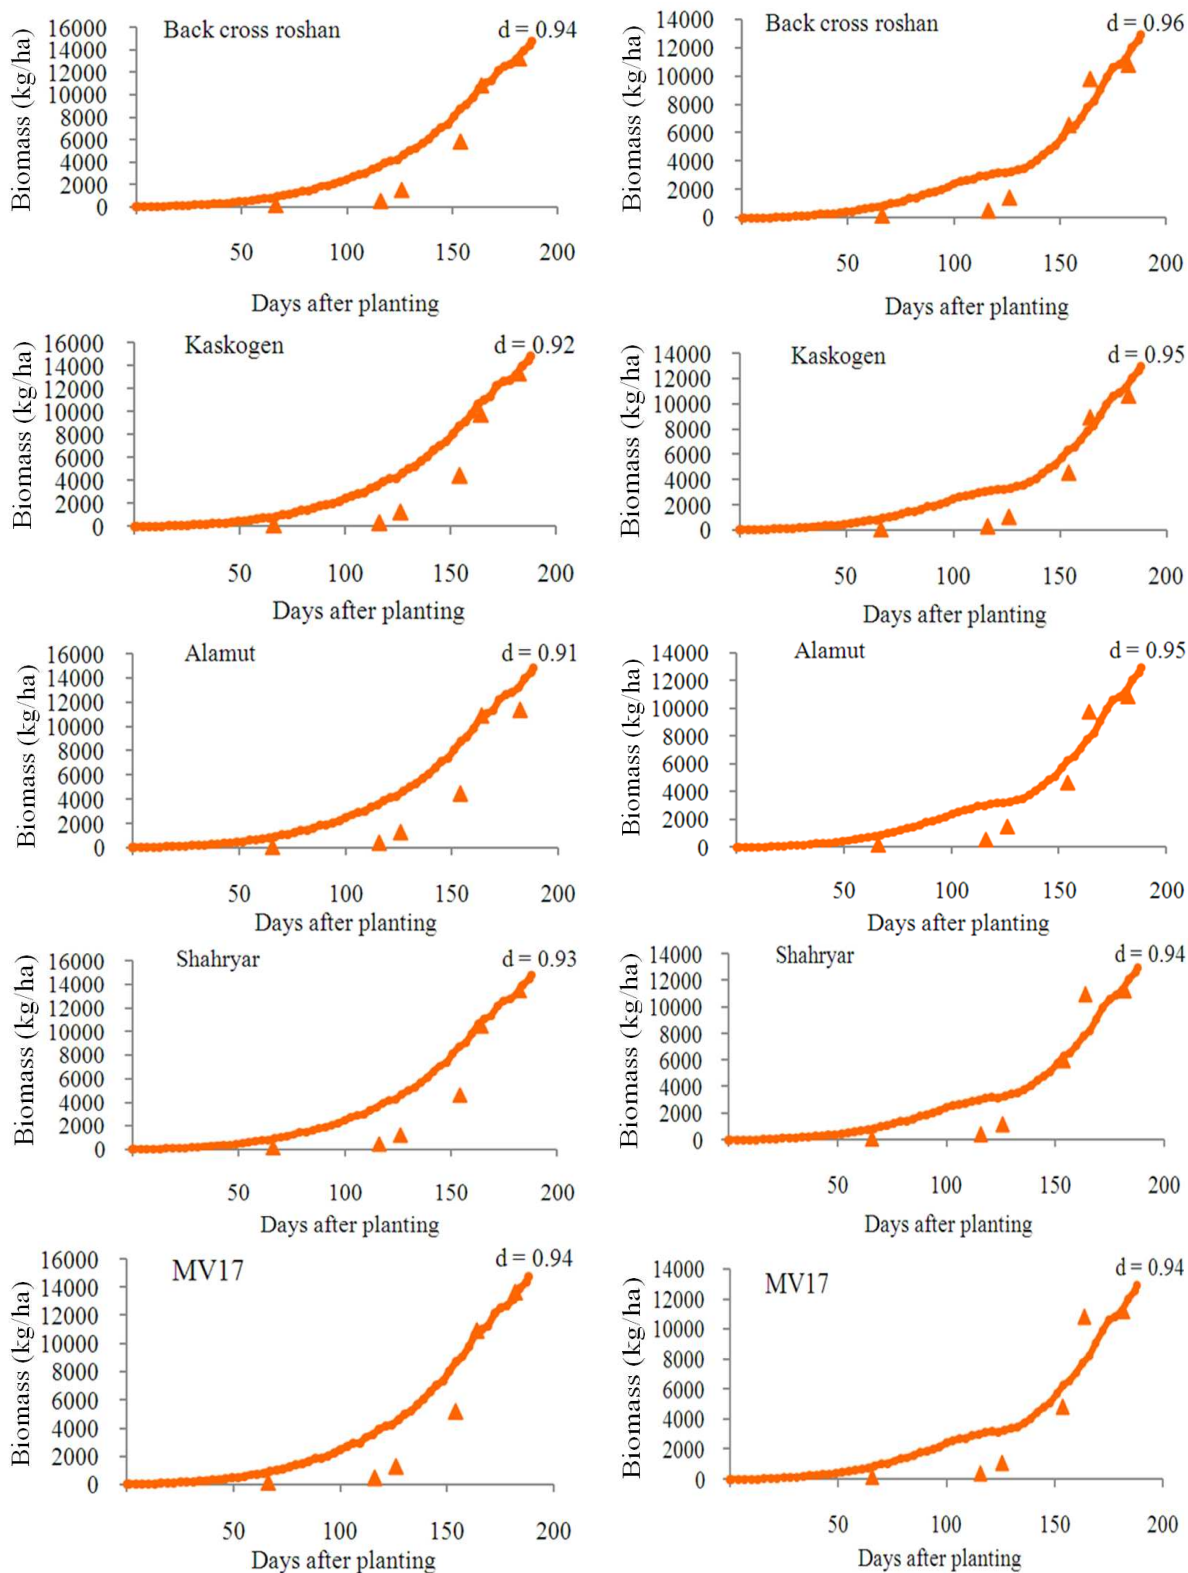 Back cross roshan
d = 0.94
Biomass (kg/ha)
16000
14000
12000
10000
8000
6000
4000
2000
0
50 100 150 200
Days after planting
Back cross roshan
d = 0.96
Biomass (kg/ha)
14000
12000
10000
8000
6000
4000
2000
0
50 100 150 200
Days after planting
Kaskogen
d = 0.92
Biomass (kg/ha)
16000
14000
12000
10000
8000
6000
4000
2000
0
50 100 150 200
Days after planting
Kaskogen
d = 0.95
Biomass (kg/ha)
14000
12000
10000
8000
6000
4000
2000
0
50 100 150 200
Days after planting
Alamut
d = 0.91
Biomass (kg/ha)
16000
14000
12000
10000
8000
6000
4000
2000
0
50 100 150 200
Days after planting
Alamut
d = 0.95
Biomass (kg/ha)
14000
12000
10000
8000
6000
4000
2000
0
50 100 150 200
Days after planting
Shahryar
d = 0.93
Biomass (kg/ha)
16000
14000
12000
10000
8000
6000
4000
2000
0
50 100 150 200
Days after planting
Shahryar
d = 0.94
Biomass (kg/ha)
14000
12000
10000
8000
6000
4000
2000
0
50 100 150 200
Days after planting
MV17
d = 0.94
Biomass (kg/ha)
16000
14000
12000
10000
8000
6000
4000
2000
0
50 100 150 200
Days after planting
MV17
d = 0.94
Biomass (kg/ha)
14000
12000
10000
8000
6000
4000
2000
0
50 100 150 200
Days after planting